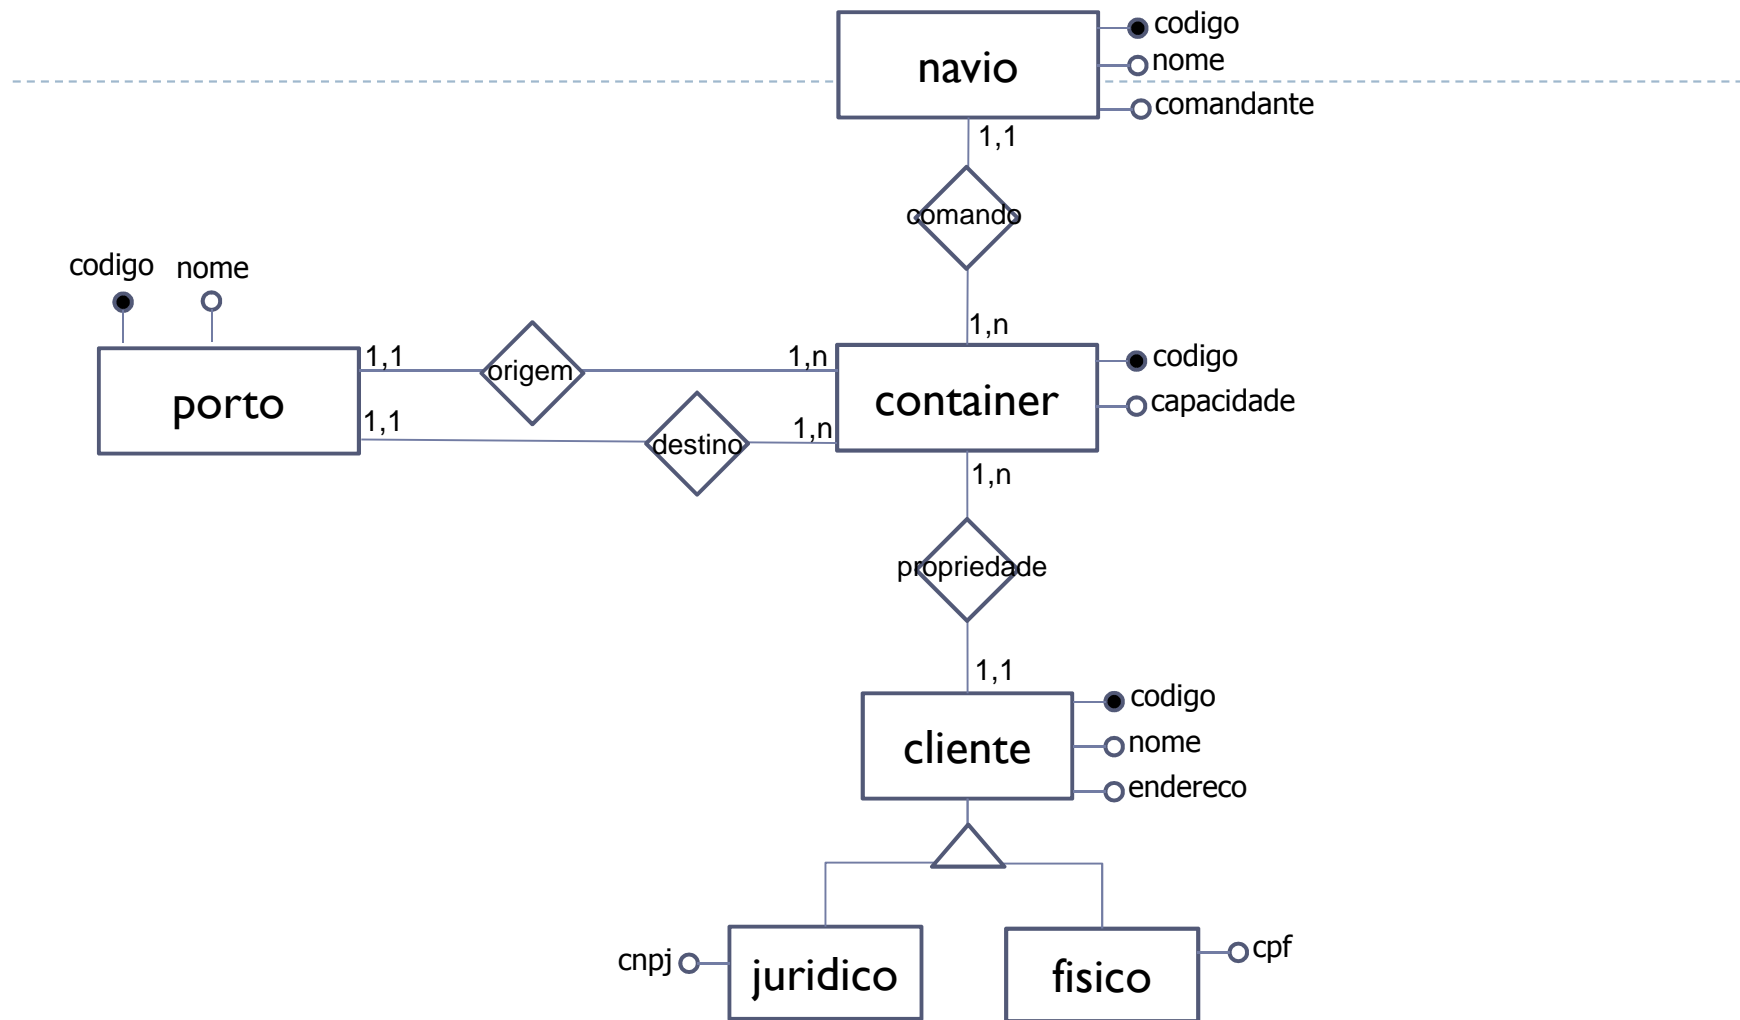 codigo
navio
nome
comandante
1,1
comando
codigo
nome
1,n
1,1
origem
1,n
codigo
porto
container
capacidade
1,1
destino
1,n
1,n
propriedade
1,1
codigo
cliente
nome
endereco
cnpj
juridico
fisico
cpf